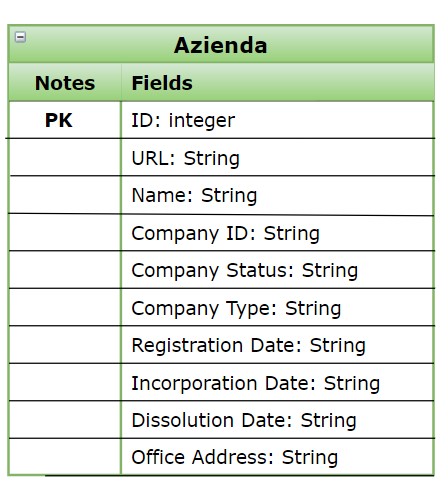 Azienda
Notes Fields
PK ID: integer
URL: String
Name: String
Company ID: String
Company Status: String
Company Type: String
Registration Date: String
Incorporation Date: String
Dissolution Date: String
Office Address: String